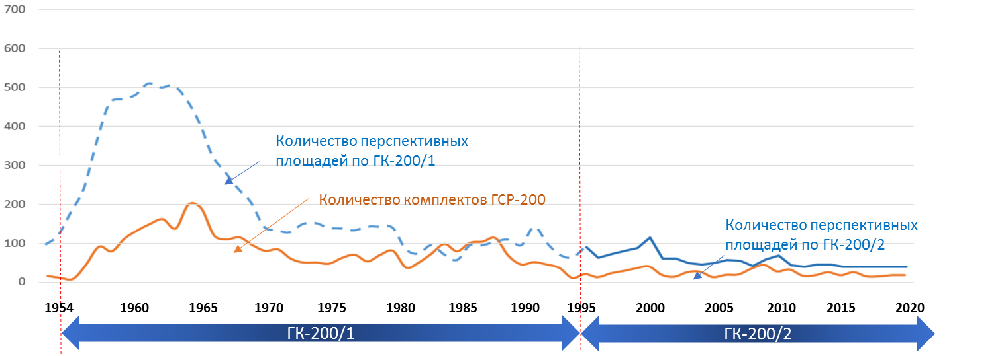 700
600
500
400
300
200
100
0
Количество перспективных
площадей по ГК-200/1
Количество комплектов ГСР-200
Количество перспективных
площадей по ГК-200/2
1954 1960 1965 1970 1975 1980 1985 1990 1995 2000 2005 2010 2015 2020
ГК-200/1 ГК-200/2